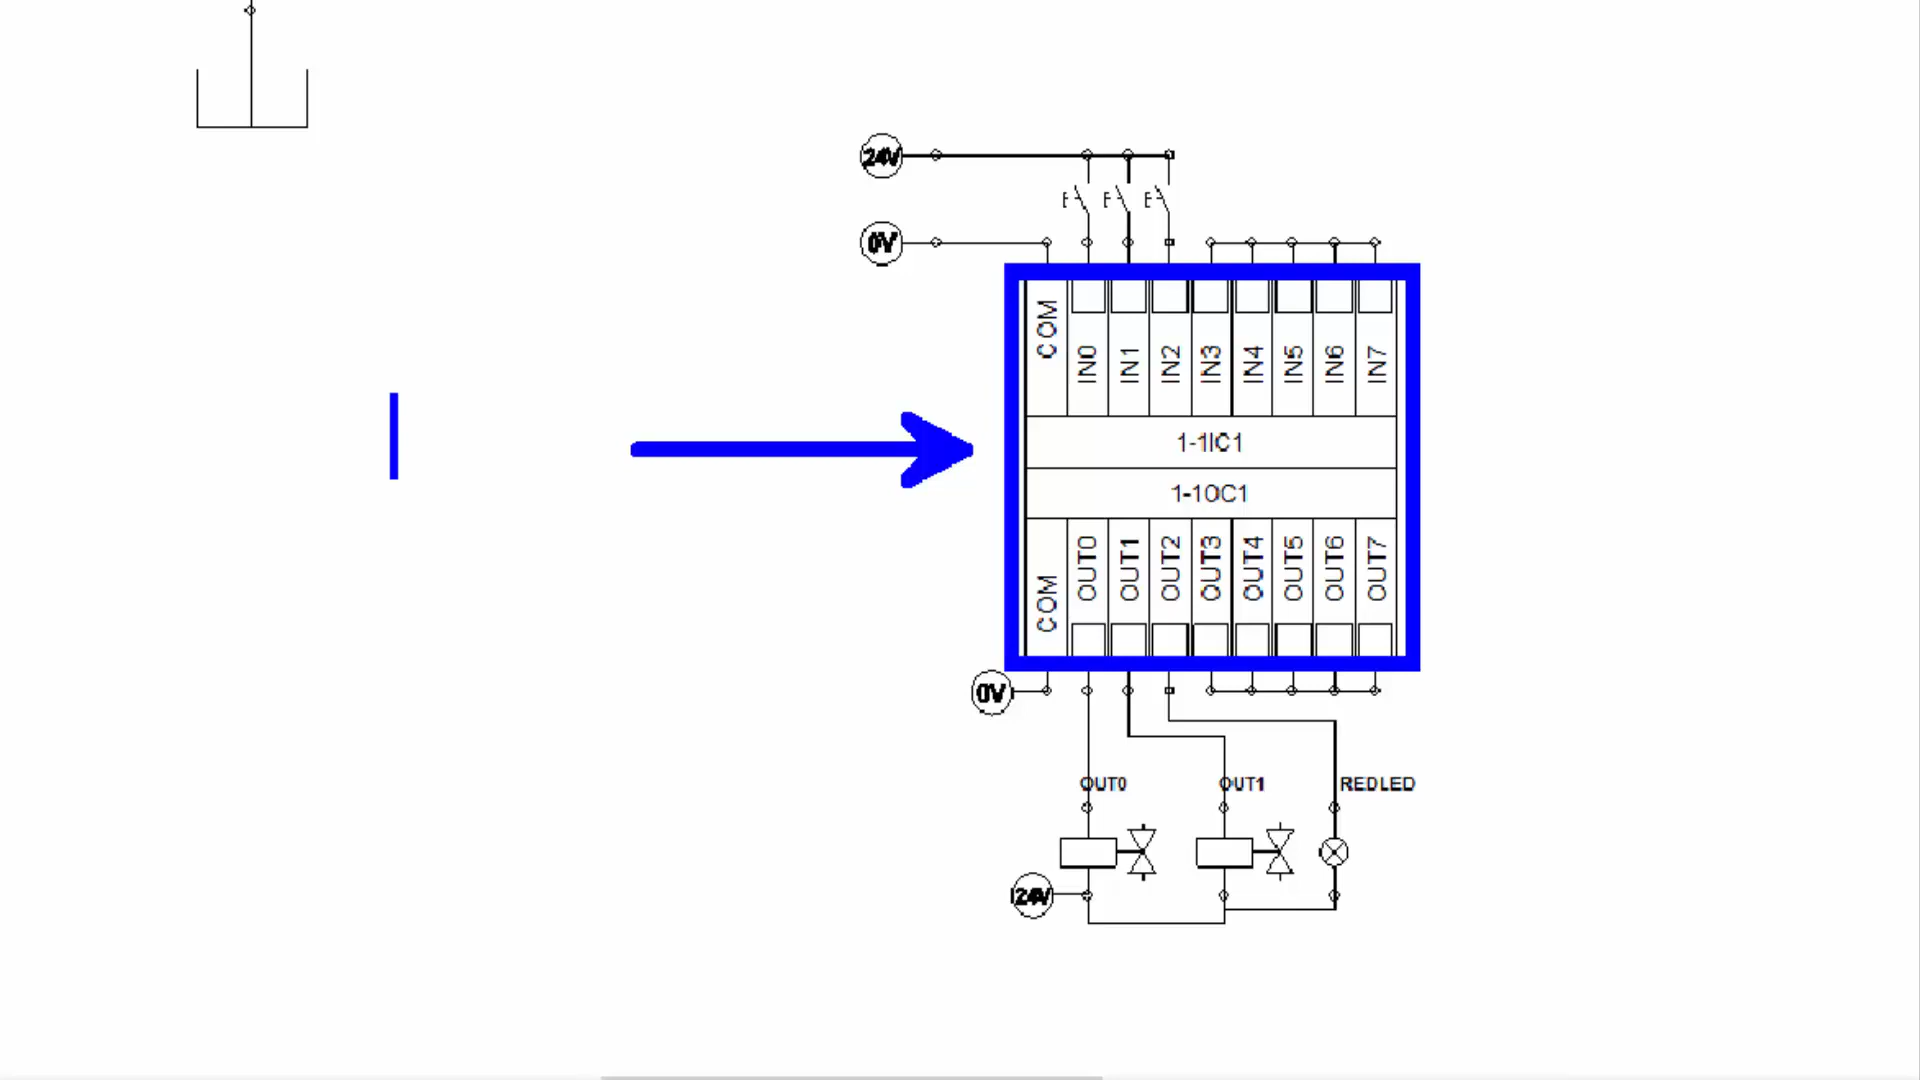 24V
E E E
0V
COM IN0 IN1 IN2 IN3 IN4 IN5 IN6 IN7
1-1IC1
1-1OC1
COM OUT0 OUT1 OUT2 OUT3 OUT4 OUT5 OUT6 OUT7
0V
OUT0 OUT1 REDLED
24V